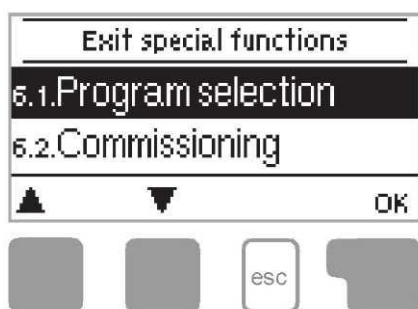 Exit special functions
6.1.Program selection
6.2.Commissioning
▲ ▼ OK
esc